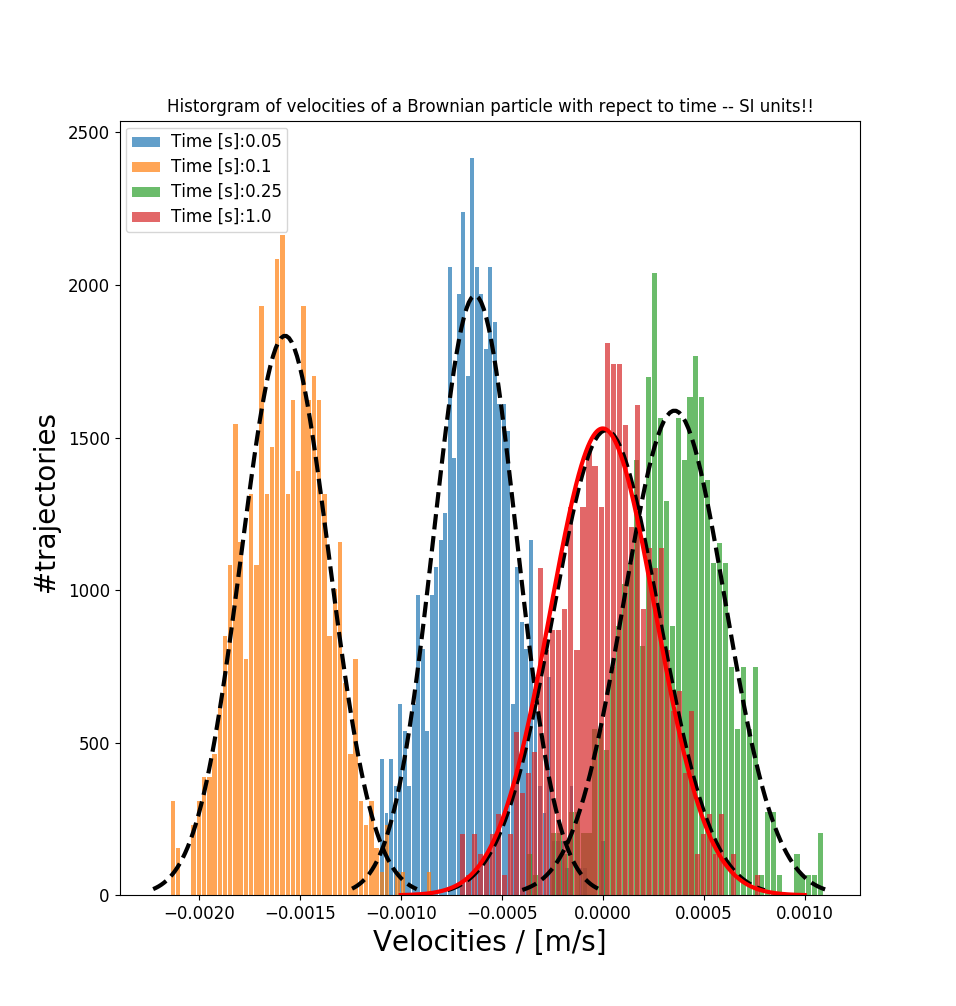 Historgram of velocities of a Brownian particle with repect to time -- SI units!!
Time [s]:0.05
Time [s]:0.1
Time [s]:0.25
Time [s]:1.0
2500
2000
1500
1000
500
0
#trajectories
−0.0020 −0.0015 −0.0010 −0.0005 0.0000 0.0005 0.0010
Velocities / [m/s]